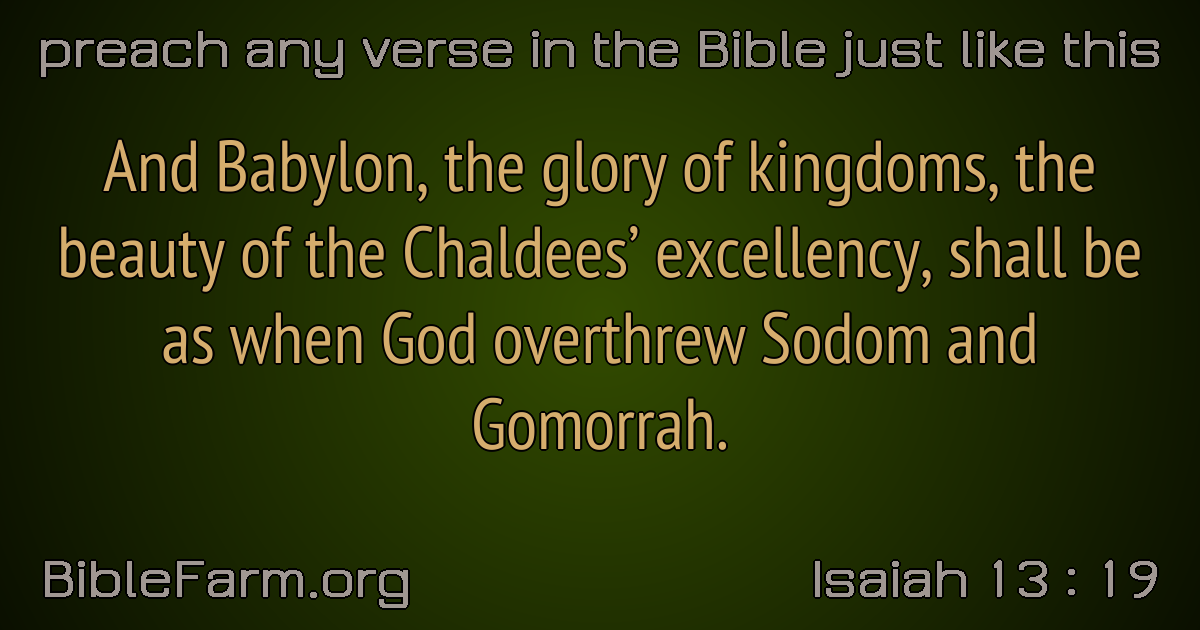 preach any verse in the Bible just like this
And Babylon, the glory of kingdoms, the
beauty of the Chaldees’ excellency, shall be
as when God overthrew Sodom and
Gomorrah.
BibleFarm.org
Isaiah 13 : 19